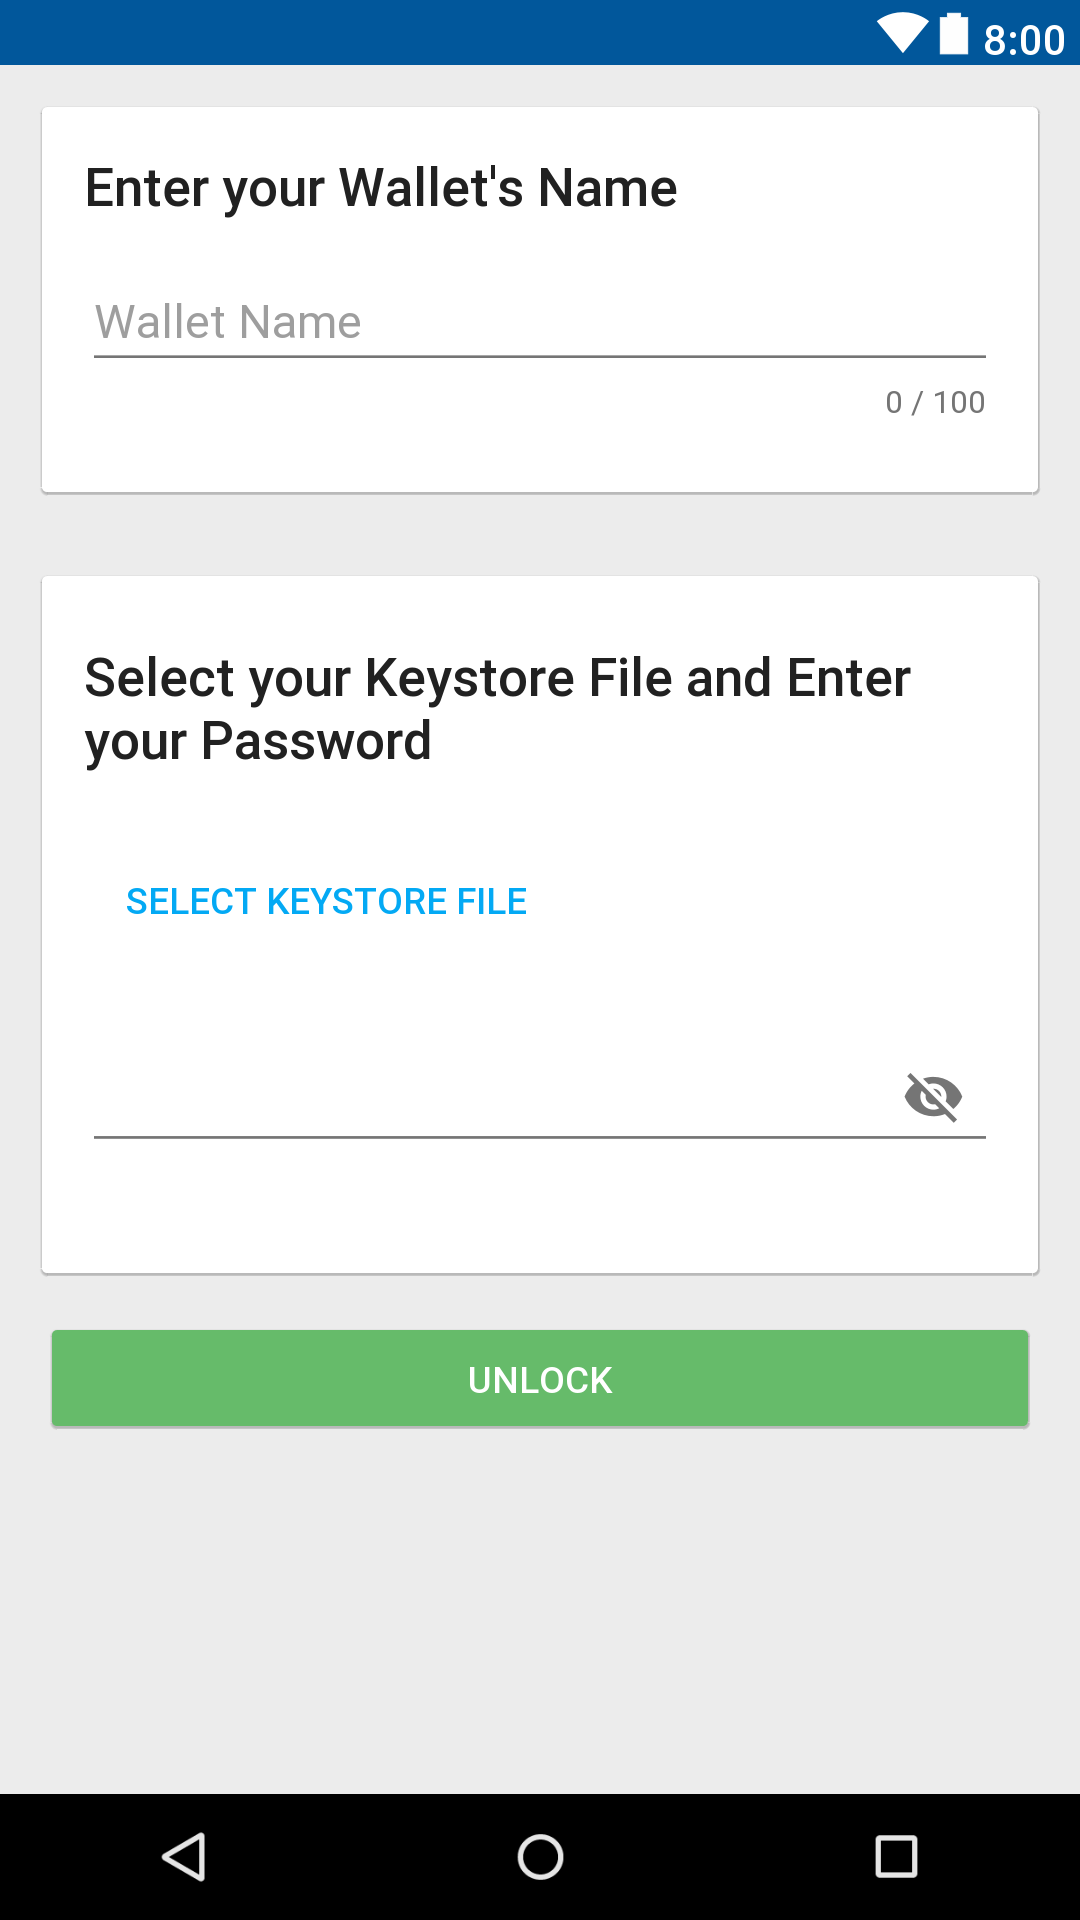 8:00
Enter your Wallet's Name
Wallet Name
0 / 100
Select your Keystore File and Enter
your Password
SELECT KEYSTORE FILE
UNLOCK